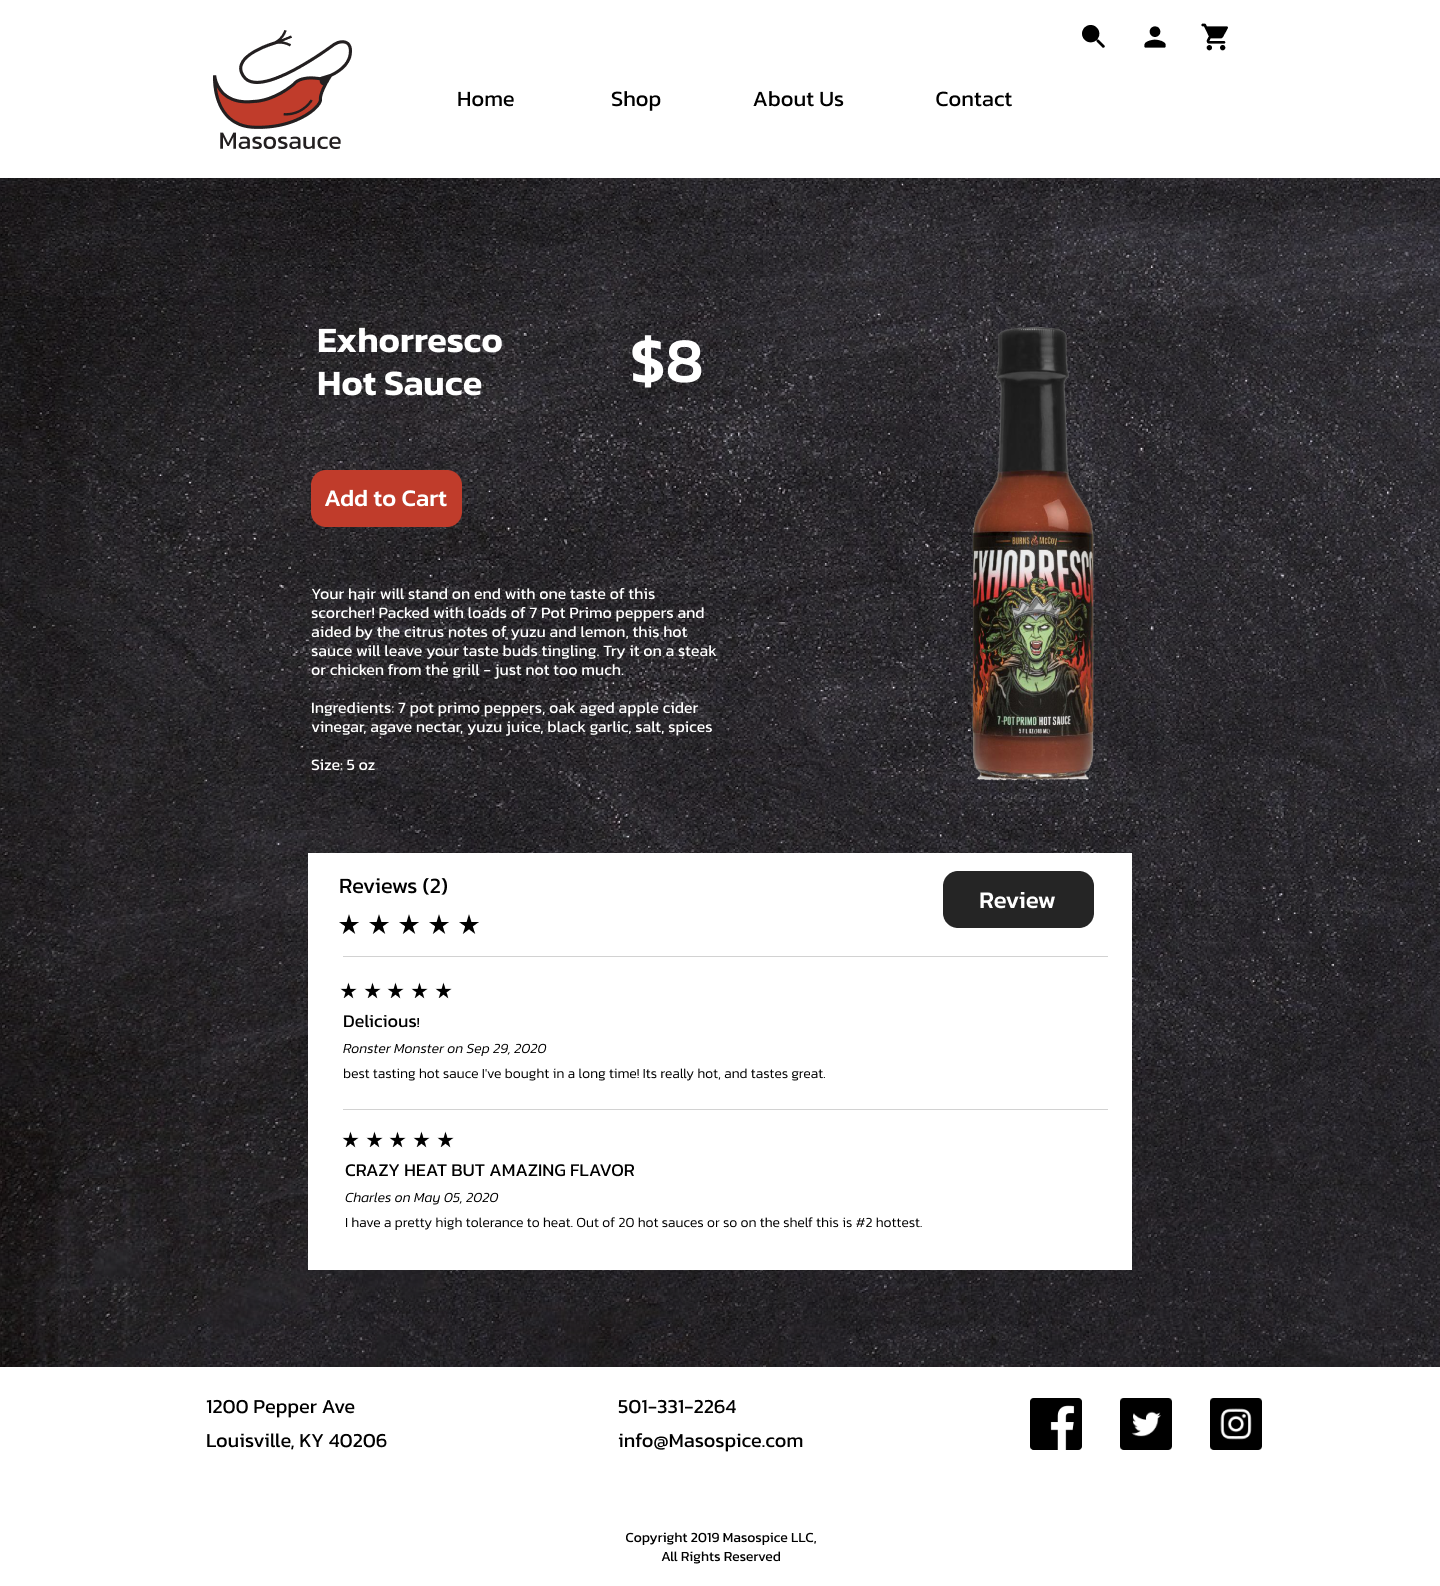 Masosauce
Home
Shop
About Us
Contact
Exhorresco
Hot Sauce
$8
Add to Cart
Your hair will stand on end with one taste of this
scorcher! Packed with loads of 7 Pot Primo peppers and
aided by the citrus notes of yuzu and lemon, this hot
sauce will leave your taste buds tingling. Try it on a steak
or chicken from the grill - just not too much.
Ingredients: 7 pot primo peppers, oak aged apple cider
vinegar, agave nectar, yuzu juice, black garlic, salt, spices
Size: 5 oz
BURNS & McCoy
EXHORRESCO
7-POT PRIMO HOT SAUCE
5 FL OZ (148 ML)
Reviews (2)
Review
Delicious!
Ronster Monster on Sep 29, 2020
best tasting hot sauce I've bought in a long time! Its really hot, and tastes great.
CRAZY HEAT BUT AMAZING FLAVOR
Charles on May 05, 2020
I have a pretty high tolerance to heat. Out of 20 hot sauces or so on the shelf this is #2 hottest.
1200 Pepper Ave
Louisville, KY 40206
501-331-2264
info@Masospice.com
Copyright 2019 Masospice LLC,
All Rights Reserved